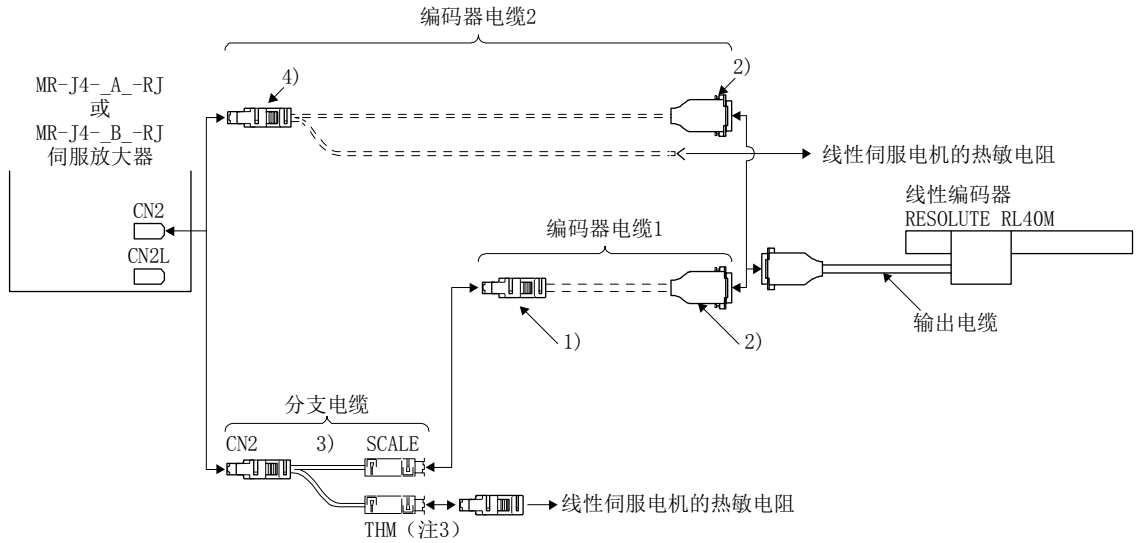 编码器电缆2
MR-J4-_A_-RJ
或
MR-J4-_B_-RJ
伺服放大器
4)
2)
线性伺服电机的热敏电阻
CN2
CN2L
编码器电缆1
线性编码器
RESOLUTE RL40M
1)
2)
输出电缆
分支电缆
CN2
3)
SCALE
THM（注3）
线性伺服电机的热敏电阻